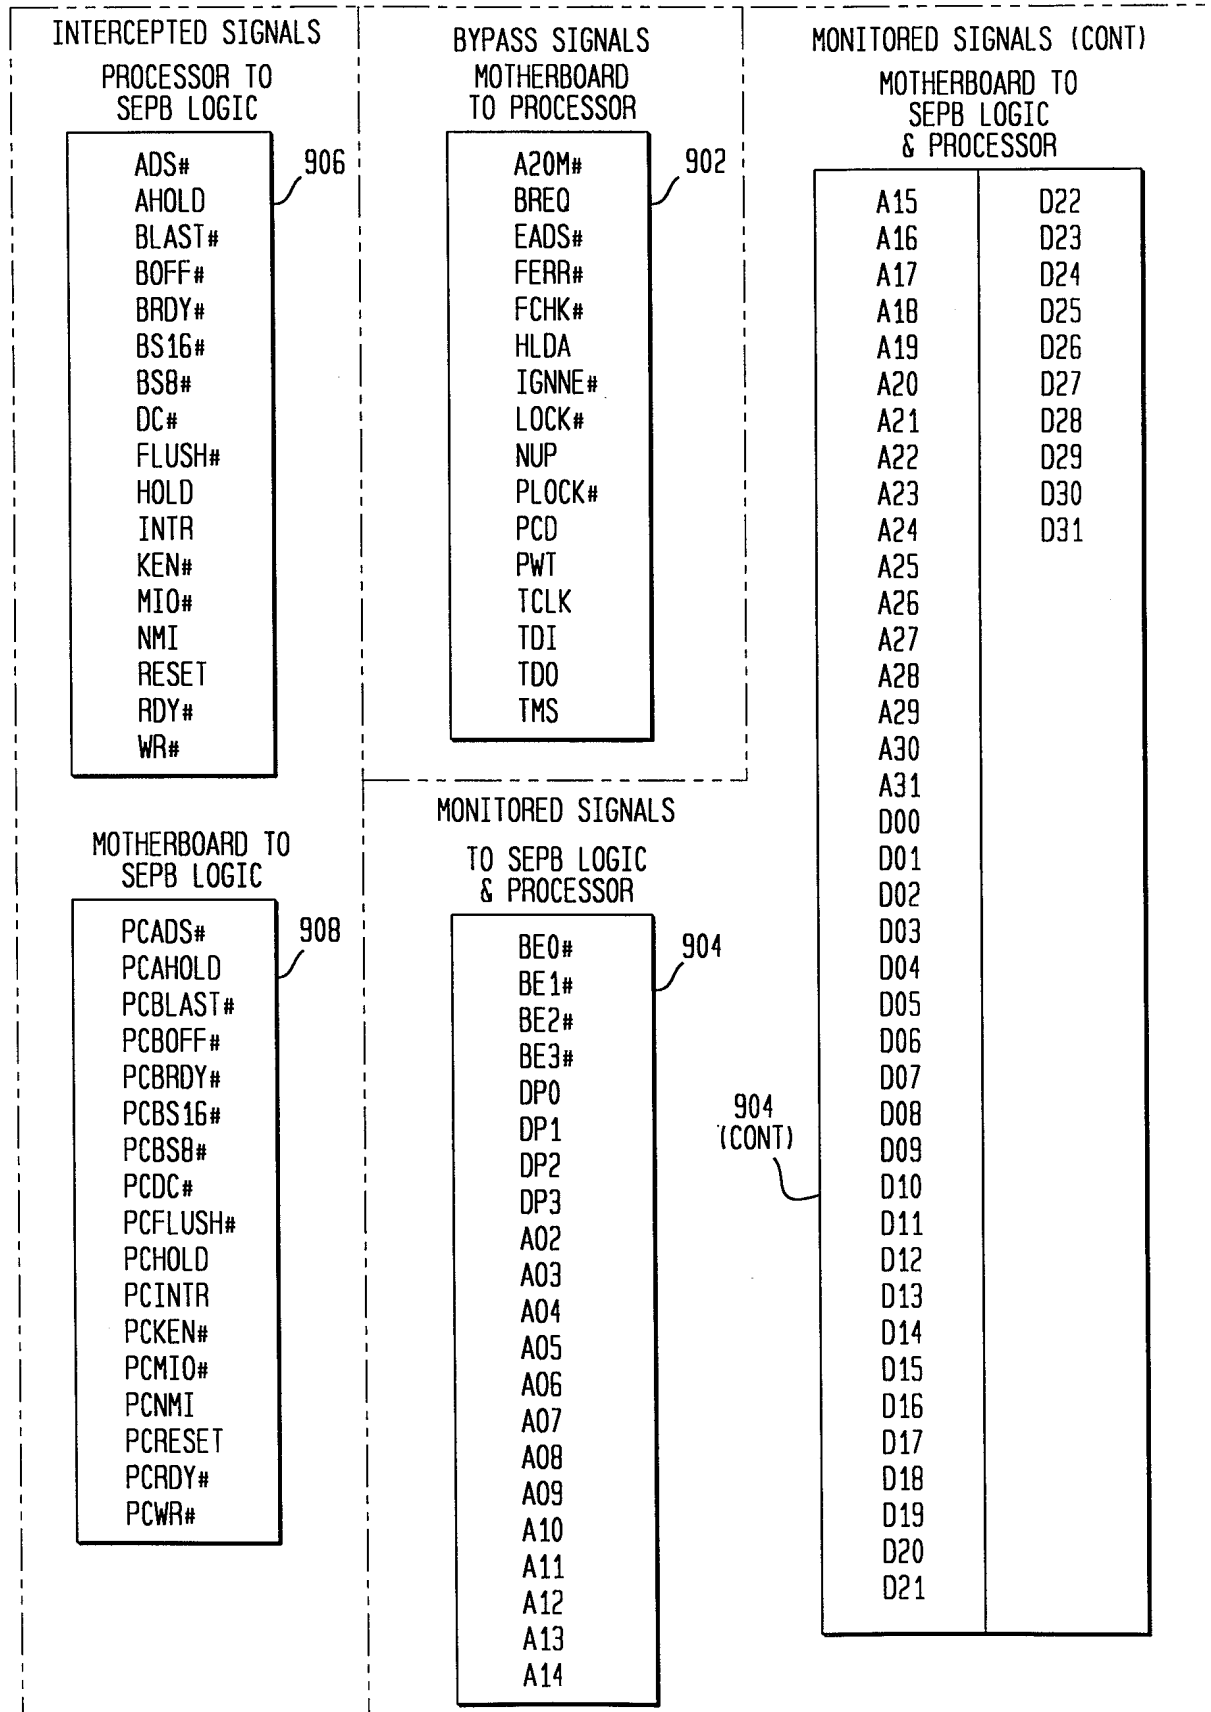 INTERCEPTED SIGNALS
PROCESSOR TO
SEPB LOGIC
906
ADS#
AHOLD
BLAST#
BOFF#
BRDY#
BS16#
BS8#
DC#
FLUSH#
HOLD
INTR
KEN#
MIO#
NMI
RESET
RDY#
WR#
MOTHERBOARD TO
SEPB LOGIC
908
PCADS#
PCAHOLD
PCBLAST#
PCBOFF#
PCBRDY#
PCBS16#
PCBS8#
PCDC#
PCFLUSH#
PCHOLD
PCINTR
PCKEN#
PCMIO#
PCNMI
PCRESET
PCRDY#
PCWR#
BYPASS SIGNALS
MOTHERBOARD
TO PROCESSOR
902
A20M#
BREQ
EADS#
FERR#
FCHK#
HLDA
IGNNE#
LOCK#
NUP
PLOCK#
PCD
PWT
TCLK
TDI
TDO
TMS
MONITORED SIGNALS
TO SEPB LOGIC
& PROCESSOR
904
BE0#
BE1#
BE2#
BE3#
DP0
DP1
DP2
DP3
A02
A03
A04
A05
A06
A07
A08
A09
A10
A11
A12
A13
A14
MONITORED SIGNALS (CONT)
MOTHERBOARD TO
SEPB LOGIC
& PROCESSOR
904
(CONT)
A15
A16
A17
A18
A19
A20
A21
A22
A23
A24
A25
A26
A27
A28
A29
A30
A31
D00
D01
D02
D03
D04
D05
D06
D07
D08
D09
D10
D11
D12
D13
D14
D15
D16
D17
D18
D19
D20
D21
D22
D23
D24
D25
D26
D27
D28
D29
D30
D31